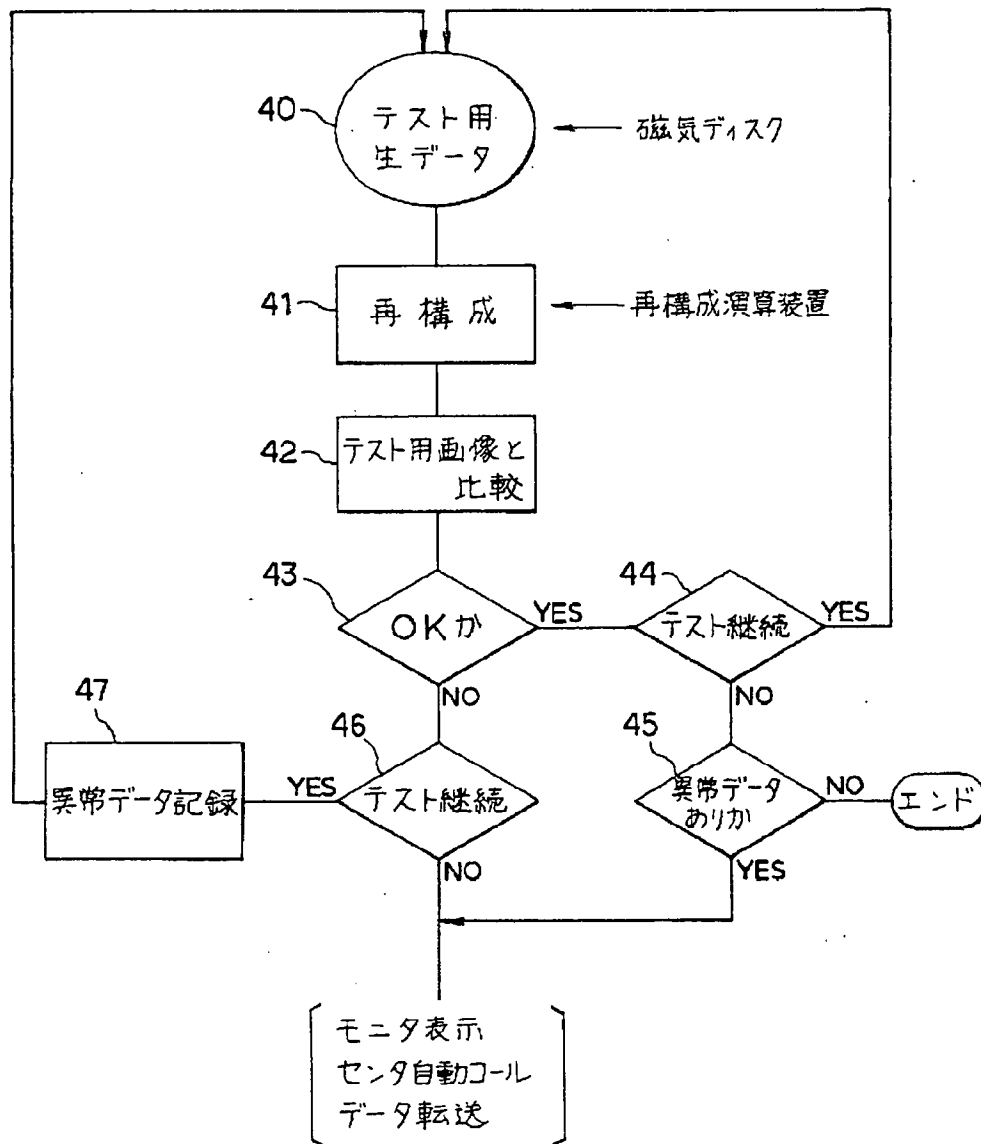 40
テスト用
生データ
磁気ディスク
41
再構成
再構成演算装置
42
テスト用画像と
比較
43
OKか
YES
NO
44
テスト継続
YES
NO
47
異常データ記録
46
YES
テスト継続
NO
45
異常データ
ありか
NO
YES
エンド
モニタ表示
センタ自動コール
データ転送